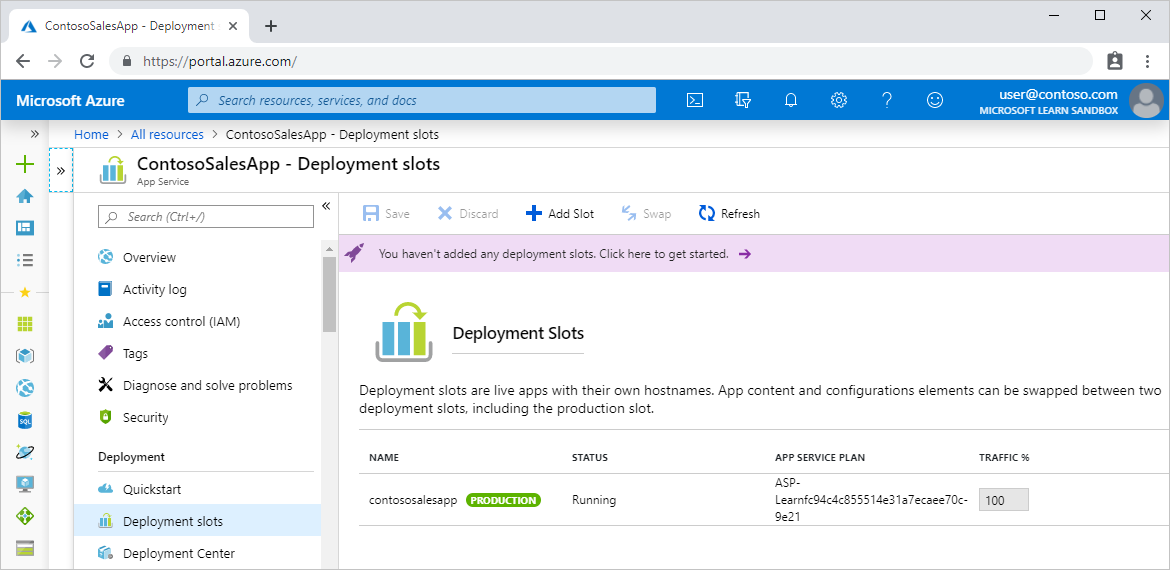 ContosoSalesApp - Deployment
https://portal.azure.com/
Microsoft Azure
Search resources, services, and docs
user@contoso.com
MICROSOFT LEARN SANDBOX
Home > All resources > ContosoSalesApp - Deployment slots
ContosoSalesApp - Deployment slots
App Service
Search (Ctrl+/)
Overview
Activity log
Access control (IAM)
Tags
Diagnose and solve problems
Security
Deployment
Quickstart
Deployment slots
Deployment Center
Save Discard Add Slot Swap Refresh
You haven't added any deployment slots. Click here to get started.
Deployment Slots
Deployment slots are live apps with their own hostnames. App content and configurations elements can be swapped between two
deployment slots, including the production slot.
NAME STATUS APP SERVICE PLAN TRAFFIC %
contososalesapp PRODUCTION Running ASP-
Learnfc94c4c855514e31a7ecaee70c-
9e21
100